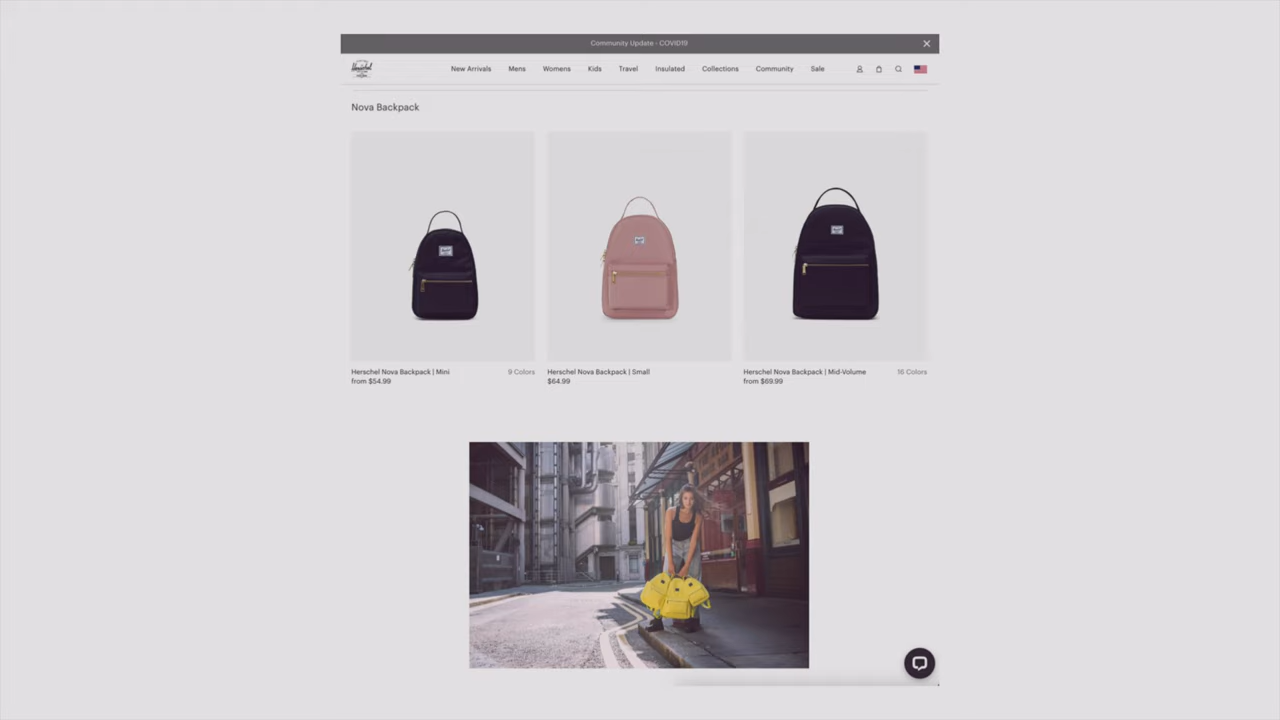 Community Update - COVID19
Herschel
New Arrivals Mens Womens Kids Travel Insulated Collections Community Sale
Nova Backpack
Herschel Nova Backpack | Mini 9 Colors
from $54.99
Herschel Nova Backpack | Small
$64.99
Herschel Nova Backpack | Mid-Volume 16 Colors
from $69.99